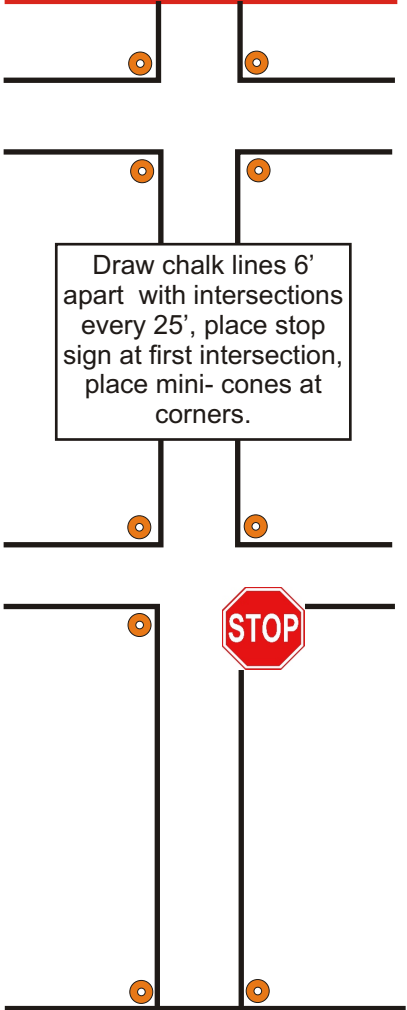 Draw chalk lines 6’
apart  with intersections
every 25’, place stop
sign at first intersection,
place mini- cones at
corners.
STOP